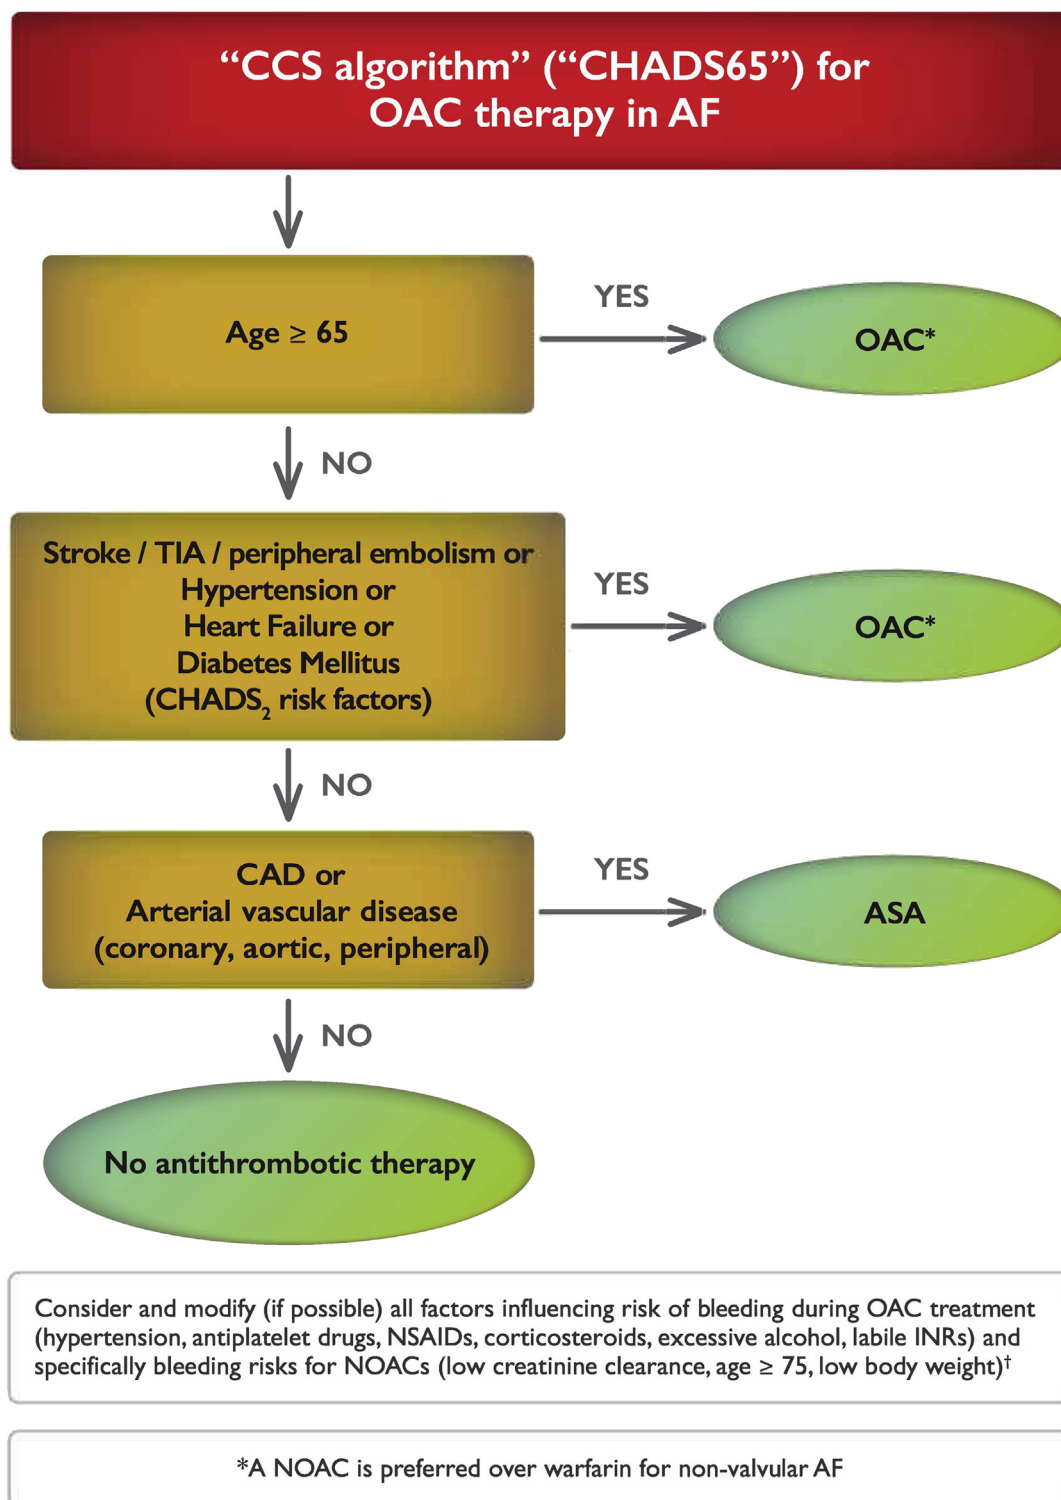 “CCS algorithm” (“CHADS65”) for
OAC therapy in AF
Age ≥ 65
YES
OAC*
NO
Stroke / TIA / peripheral embolism or
Hypertension or
Heart Failure or
Diabetes Mellitus
(CHADS₂ risk factors)
YES
OAC*
NO
CAD or
Arterial vascular disease
(coronary, aortic, peripheral)
YES
ASA
NO
No antithrombotic therapy
Consider and modify (if possible) all factors influencing risk of bleeding during OAC treatment
(hypertension, antiplatelet drugs, NSAIDs, corticosteroids, excessive alcohol, labile INRs) and
specifically bleeding risks for NOACs (low creatinine clearance, age ≥ 75, low body weight)†
*A NOAC is preferred over warfarin for non-valvular AF